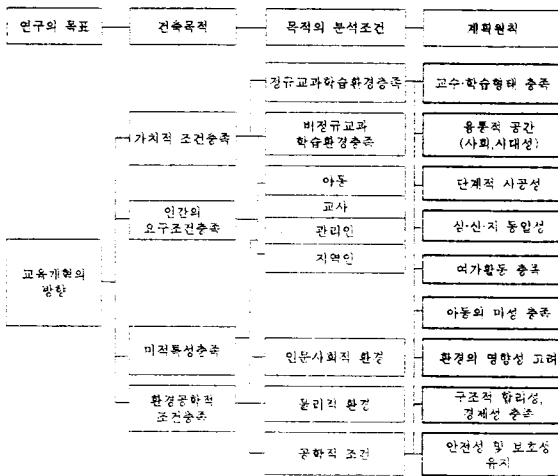 연구의 목표
건축목적
목적의 분석조건
계획원칙
정규교과학습환경충족
교수·학습형태 충족
가치적 조건충족
비정규교과
학습환경충족
융통적 공간
(사회,시대성)
아동
단계적 시공성
인간의
요구조건충족
교사
관리인
심·신·지 통일성
지역인
여가활동 충족
교육개혁의
방향
아동의 미성 충족
미적특성충족
인문사회적 환경
환경의 영향성 고려
환경공학적
조건충족
물리적 환경
구조적 합리성,
경제성 충족
공학적 조건
안전성 및 보호성
유지